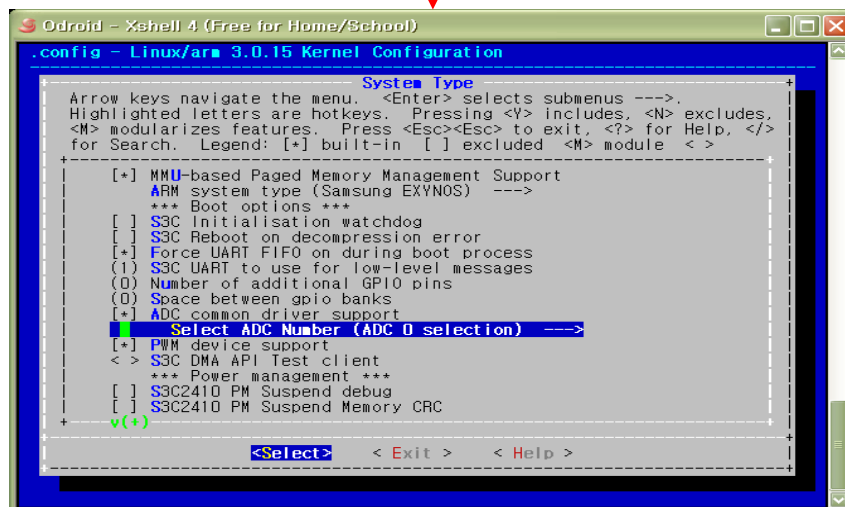 Odroid - Xshell 4 (Free for Home/School)
.config - Linux/arm 3.0.15 Kernel Configuration
System Type
Arrow keys navigate the menu. <Enter> selects submenus --->.
Highlighted letters are hotkeys. Pressing <Y> includes, <N> excludes,
<M> modularizes features. Press <Esc><Esc> to exit, <?> for Help, </>
for Search. Legend: [*] built-in [ ] excluded <M> module < >
[*] MMU-based Paged Memory Management Support
ARM system type (Samsung EXYNOS) --->
*** Boot options ***
[ ] S3C Initialisation watchdog
[ ] S3C Reboot on decompression error
[*] Force UART FIFO on during boot process
(1) S3C UART to use for low-level messages
(0) Number of additional GPIO pins
(0) Space between gpio banks
[*] ADC common driver support
Select ADC Number (ADC 0 selection) --->
[*] PWM device support
< > S3C DMA API Test client
*** Power management ***
[ ] S3C2410 PM Suspend debug
[ ] S3C2410 PM Suspend Memory CRC
v(+)
<Select> < Exit > < Help >